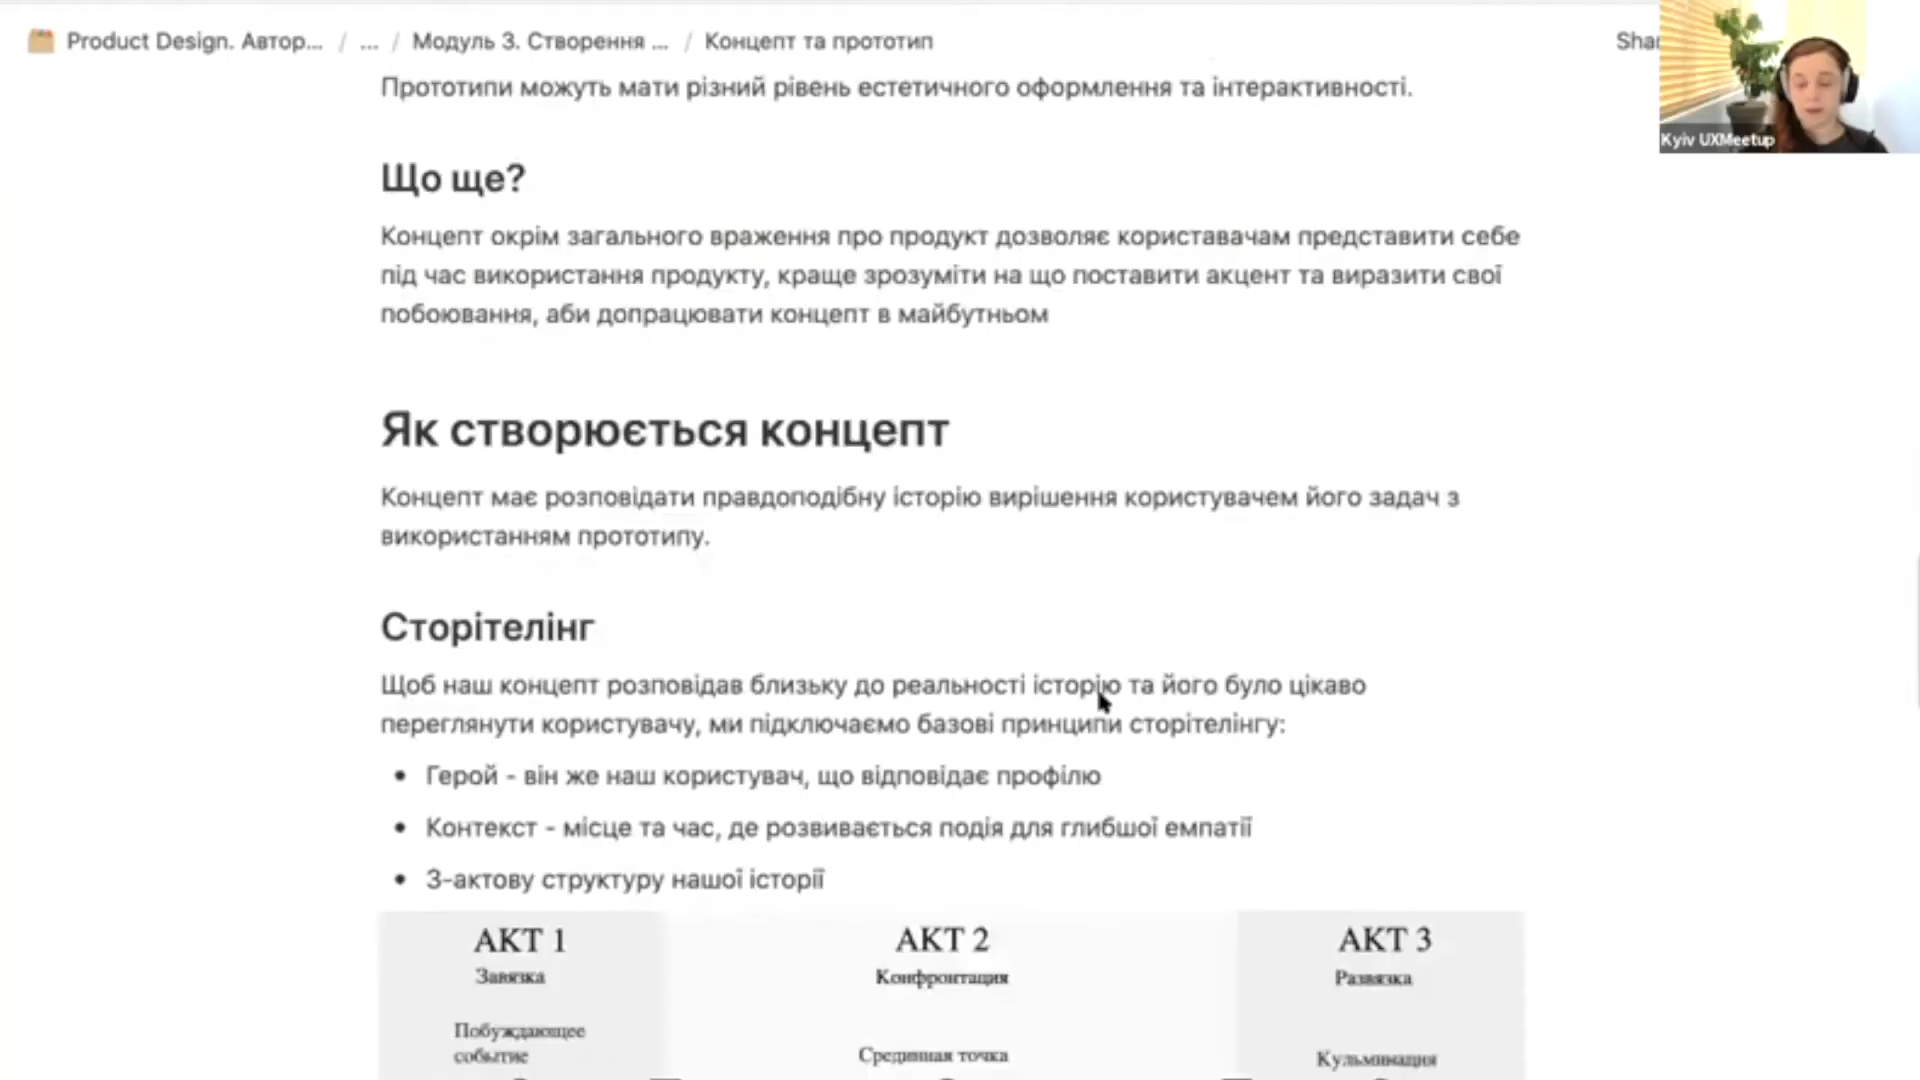 Product Design. Автор... / ... / Модуль 3. Створення ... / Концепт та прототип
Sha
Kyiv UXMeetup
Прототипи можуть мати різний рівень естетичного оформлення та інтерактивності.
Що ще?
Концепт окрім загального враження про продукт дозволяє користавачам представити себе
під час використання продукту, краще зрозуміти на що поставити акцент та виразити свої
побоювання, аби допрацювати концепт в майбутньом
Як створюється концепт
Концепт має розповідати правдоподібну історію вирішення користувачем його задач з
використанням прототипу.
Сторітелінг
Щоб наш концепт розповідав близьку до реальності історію та його було цікаво
переглянути користувачу, ми підключаємо базові принципи сторітелінгу:
• Герой - він же наш користувач, що відповідає профілю
• Контекст - місце та час, де розвивається подія для глибшої емпатії
• 3-актову структуру нашої історії
АКТ 1
Завязка
Побуждающее
событие
АКТ 2
Конфронтация
Срединная точка
АКТ 3
Развязка
Кульминация